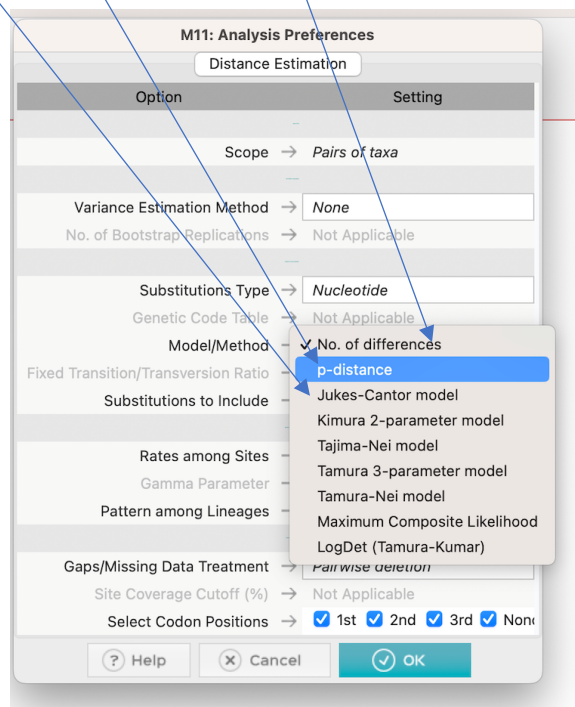 M11: Analysis Preferences
Distance Estimation
Option Setting
Scope → Pairs of taxa
Variance Estimation Method → None
No. of Bootstrap Replications → Not Applicable
Substitutions Type → Nucleotide
Genetic Code Table → Not Applicable
Model/Method → ✓ No. of differences
p-distance
Fixed Transition/Transversion Ratio
Jukes-Cantor model
Substitutions to Include
Kimura 2-parameter model
Tajima-Nei model
Rates among Sites
Tamura 3-parameter model
Gamma Parameter
Tamura-Nei model
Pattern among Lineages
Maximum Composite Likelihood
LogDet (Tamura-Kumar)
Gaps/Missing Data Treatment → Pairwise deletion
Site Coverage Cutoff (%) → Not Applicable
Select Codon Positions → 1st 2nd 3rd Non
? Help X Cancel ✓ OK